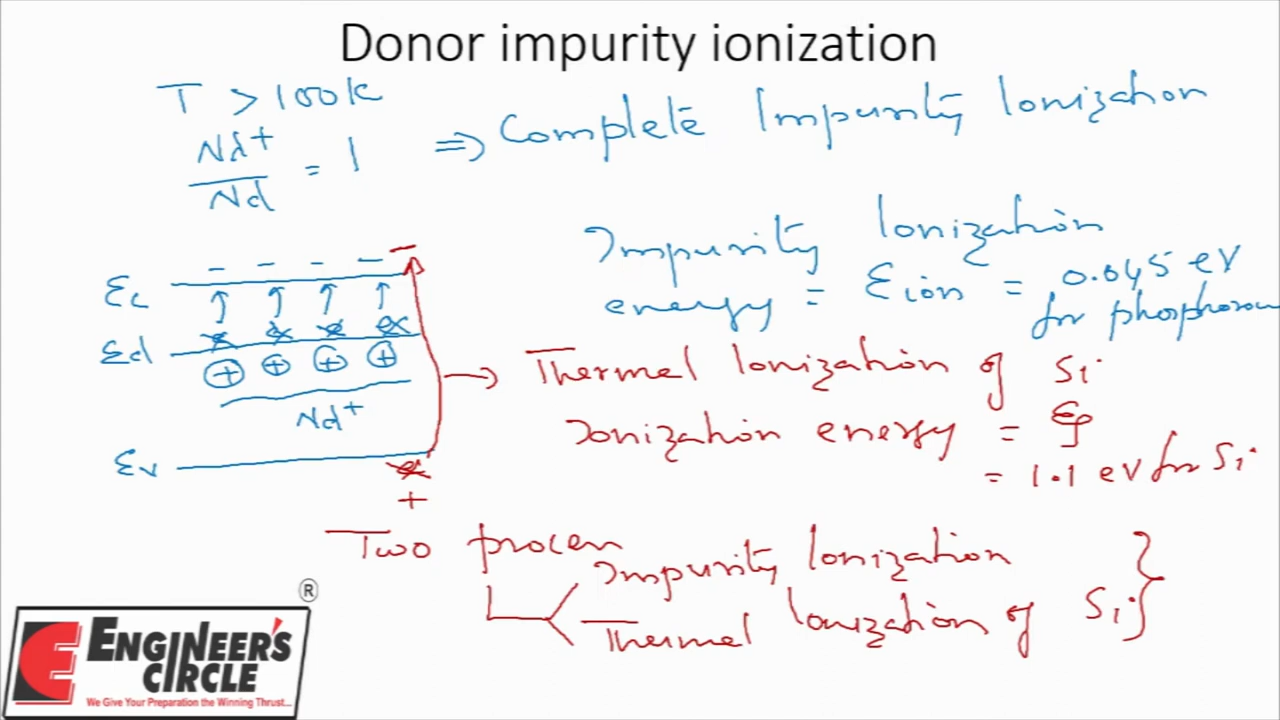 Donor impurity ionization
T > 100k
Nd+
Nd
= 1 => Complete Impurity Ionization
Impurity Ionization
energy = Eion = 0.045 eV
for phosphorous
- - - - -
Ec
Ed
+ + + +
Nd+
Ev
+
Thermal Ionization of Si
Ionization energy = Eg
= 1.1 eV for Si
Two process
Impurity Ionization
Thermal Ionization of Si
®
ENGINEER'S
CIRCLE
We Give Your Preparation the Winning Thrust...